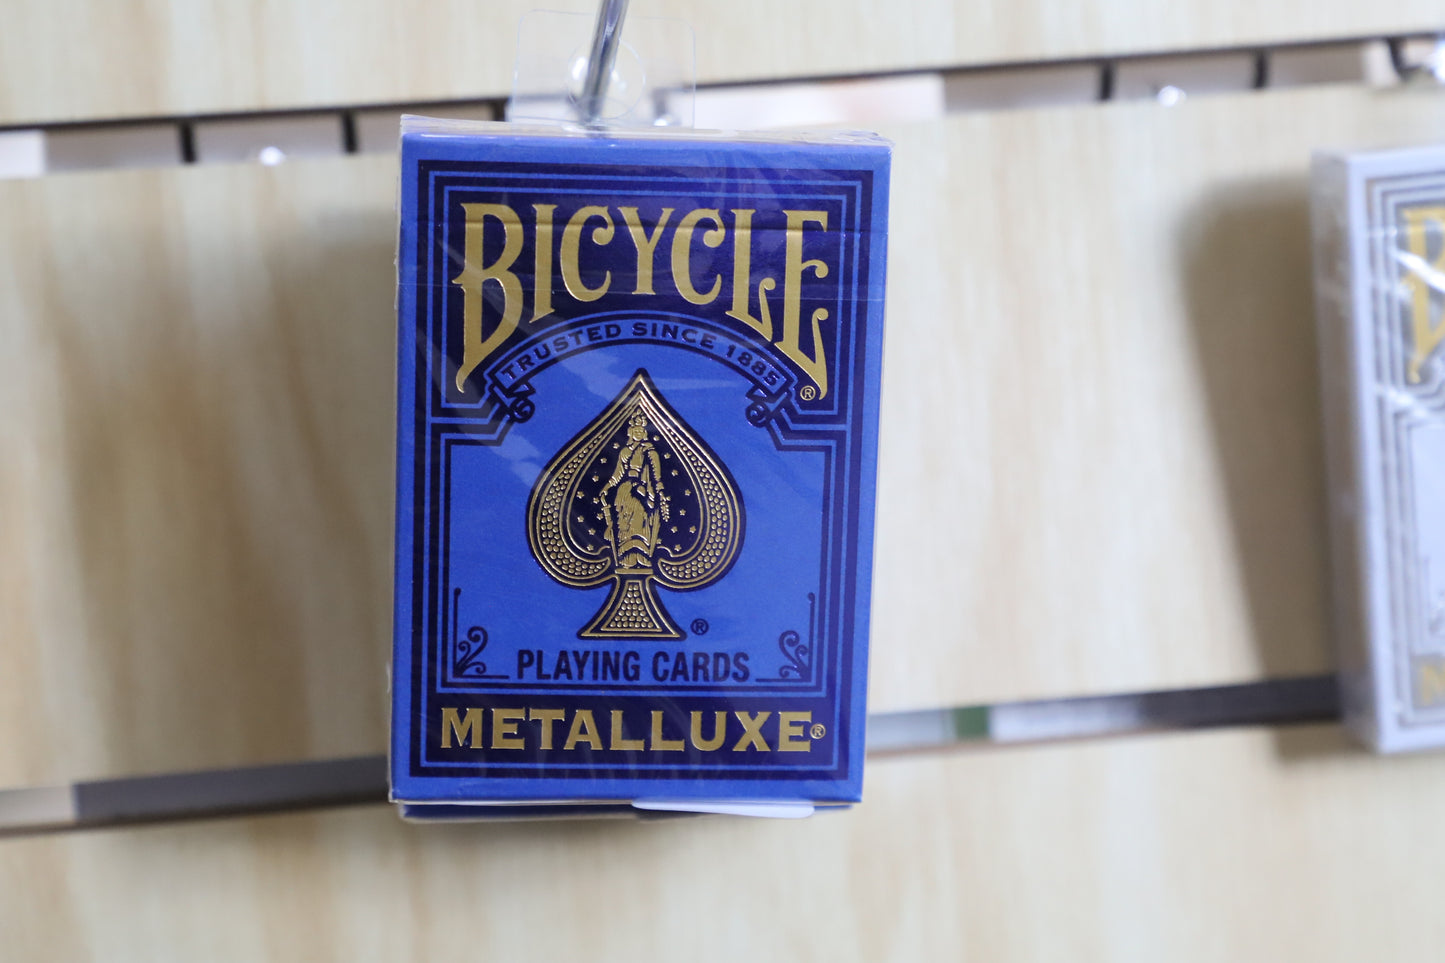 BICYCLE®
TRUSTED SINCE 1885
®
PLAYING CARDS
METALLUXE®